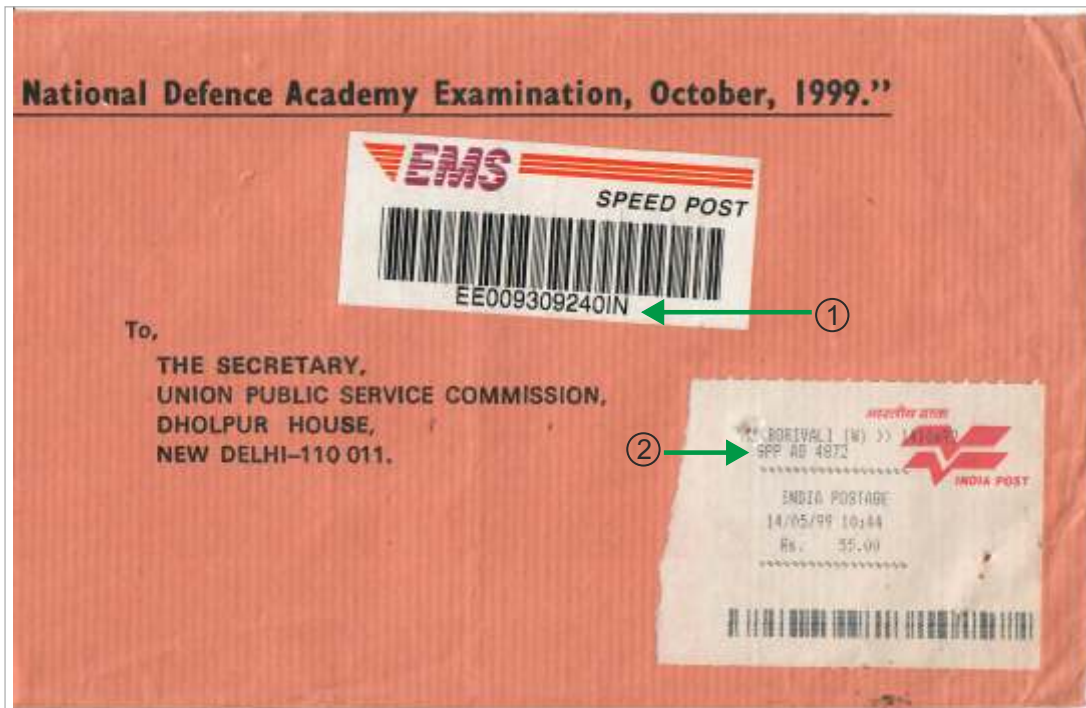 National Defence Academy Examination, October, 1999."
EMS
SPEED POST
EE009309240IN
①
To,
THE SECRETARY,
UNION PUBLIC SERVICE COMMISSION,
DHOLPUR HOUSE,
NEW DELHI–110 011.
भारतीय डाक
BORIVALI (W) >>
②
AB 4872
INDIA POST
INDIA POSTAGE
14/05/99 10:44
Rs. 55.00